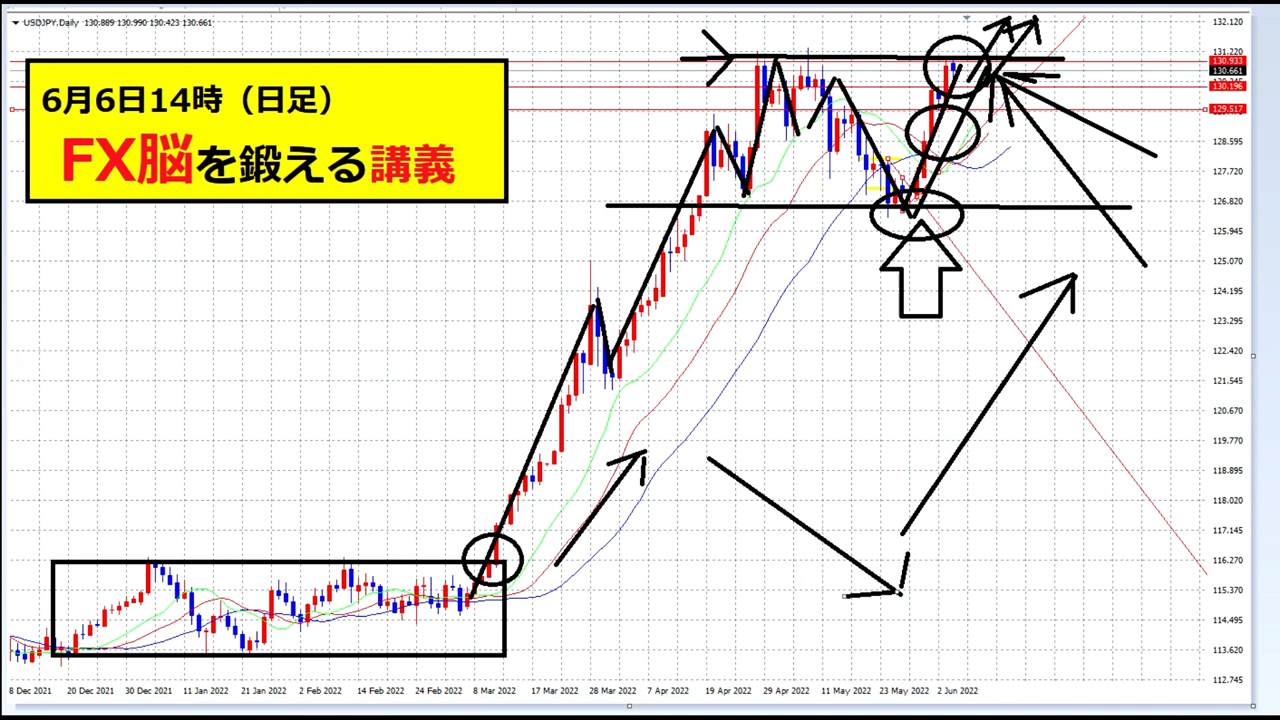 USDJPY,Daily 130.889 130.990 130.423 130.661
6月6日14時（日足）
FX脳を鍛える講義
132.120
131.220
130.933
130.661
130.196
129.517
128.595
127.720
126.820
125.945
125.070
124.195
123.295
122.420
121.545
120.670
119.770
118.895
118.020
117.145
116.270
115.370
114.495
113.620
112.745
8 Dec 2021
20 Dec 2021
30 Dec 2021
11 Jan 2022
21 Jan 2022
2 Feb 2022
14 Feb 2022
24 Feb 2022
8 Mar 2022
17 Mar 2022
28 Mar 2022
7 Apr 2022
19 Apr 2022
29 Apr 2022
11 May 2022
23 May 2022
2 Jun 2022